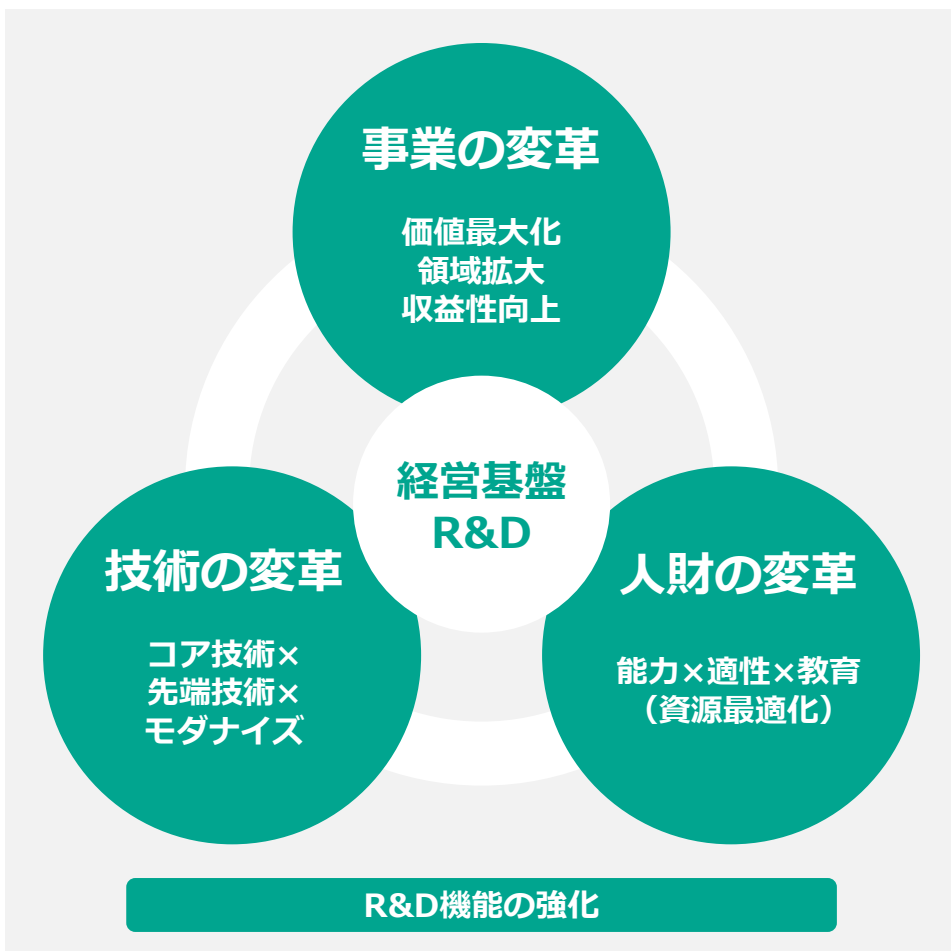 事業の変革
価値最大化
領域拡大
収益性向上
経営基盤
R&D
技術の変革
コア技術×
先端技術×
モダナイズ
人財の変革
能力×適性×教育
（資源最適化）
R&D機能の強化